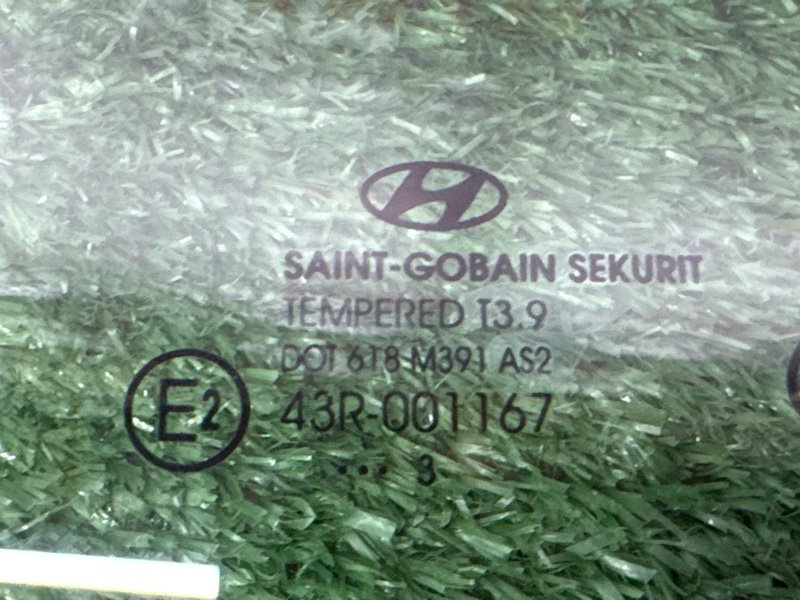 SAINT-GOBAIN SEKURIT
TEMPERED T3.9
DOT 618 M391 AS2
E2
43R-001167
••• 3